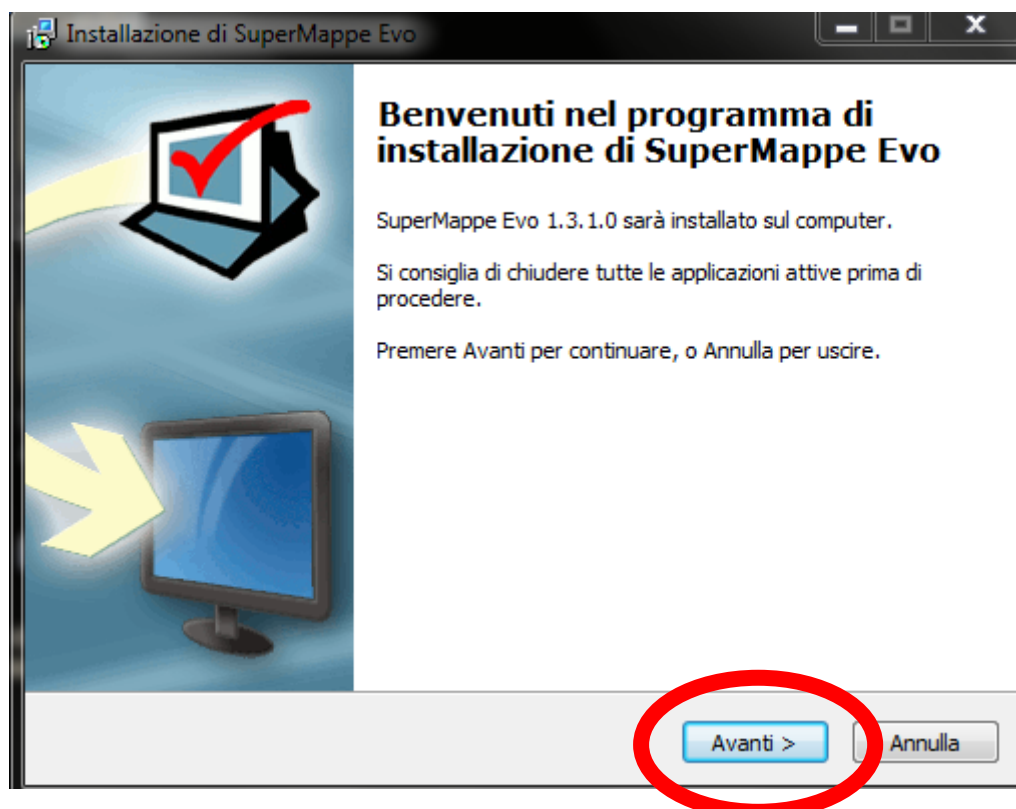 Installazione di SuperMappe Evo
Benvenuti nel programma di
installazione di SuperMappe Evo
SuperMappe Evo 1.3.1.0 sarà installato sul computer.
Si consiglia di chiudere tutte le applicazioni attive prima di
procedere.
Premere Avanti per continuare, o Annulla per uscire.
Avanti >
Annulla